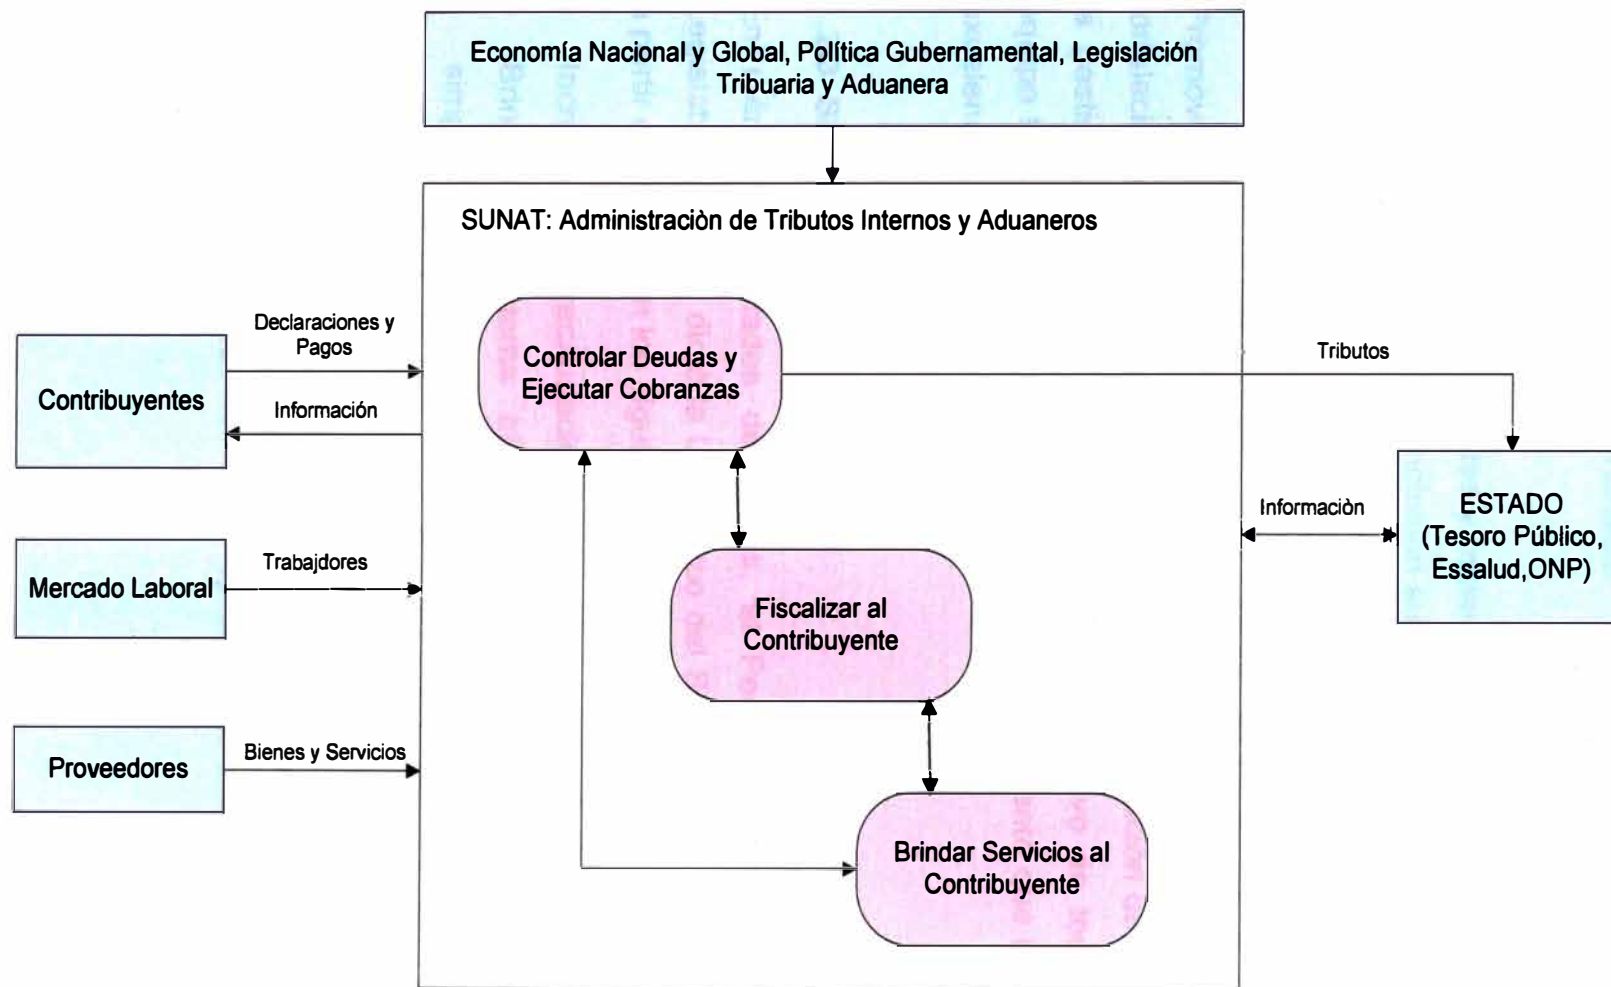 Economía Nacional y Global, Política Gubernamental, Legislación
Tribuaria y Aduanera
SUNAT: Administraciòn de Tributos Internos y Aduaneros
Declaraciones y
Pagos
Contribuyentes
Información
Controlar Deudas y
Ejecutar Cobranzas
Tributos
Mercado Laboral
Trabajdores
Fiscalizar al
Contribuyente
Informaciòn
ESTADO
(Tesoro Público,
Essalud,ONP)
Proveedores
Bienes y Servicios
Brindar Servicios al
Contribuyente